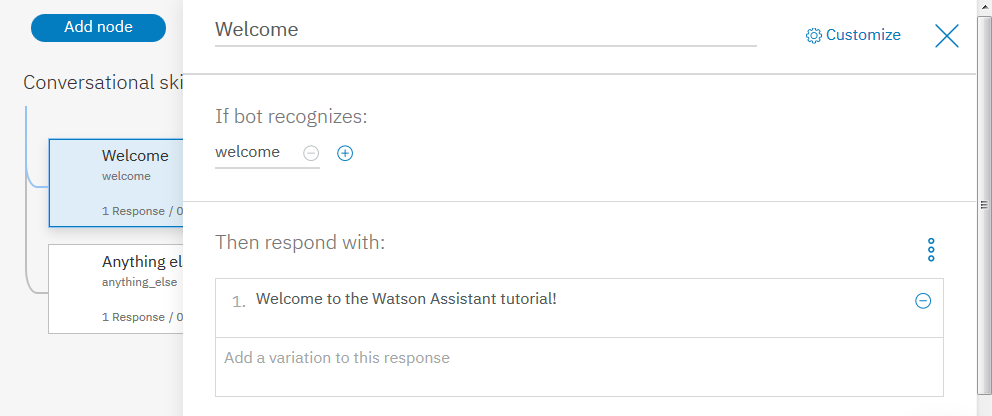 Add node
Conversational ski
Welcome
welcome
1 Response / 0
Anything el
anything_else
1 Response / 0
Welcome
Customize
If bot recognizes:
welcome
Then respond with:
1. Welcome to the Watson Assistant tutorial!
Add a variation to this response